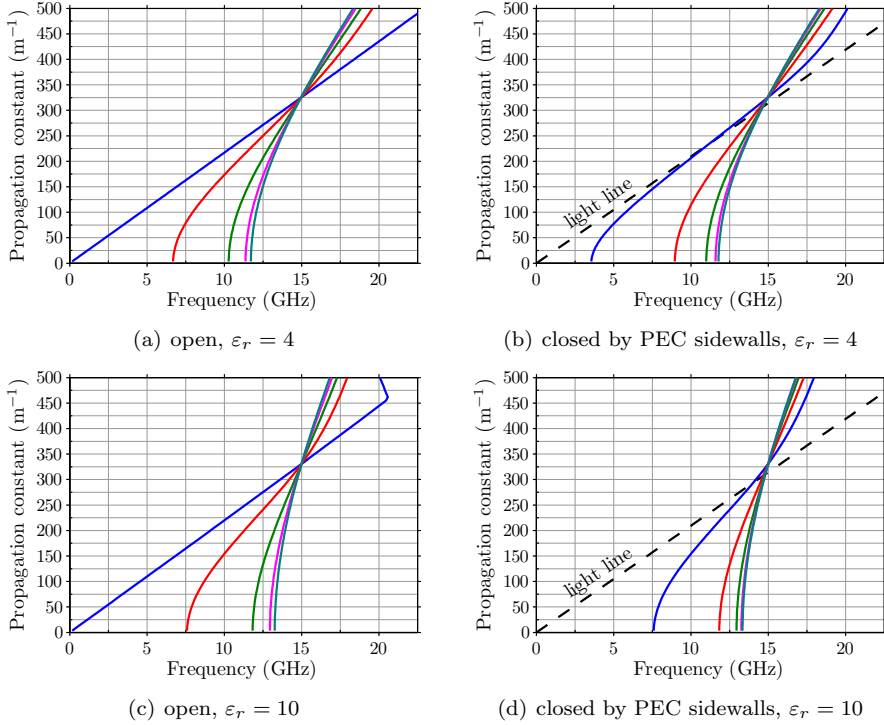 500
450
400
350
300
250
200
150
100
50
0
Propagation constant (m⁻¹)
0 5 10 15 20
Frequency (GHz)
(a) open, εᵣ = 4
500
450
400
350
300
250
200
150
100
50
0
Propagation constant (m⁻¹)
light line
0 5 10 15 20
Frequency (GHz)
(b) closed by PEC sidewalls, εᵣ = 4
500
450
400
350
300
250
200
150
100
50
0
Propagation constant (m⁻¹)
0 5 10 15 20
Frequency (GHz)
(c) open, εᵣ = 10
500
450
400
350
300
250
200
150
100
50
0
Propagation constant (m⁻¹)
light line
0 5 10 15 20
Frequency (GHz)
(d) closed by PEC sidewalls, εᵣ = 10